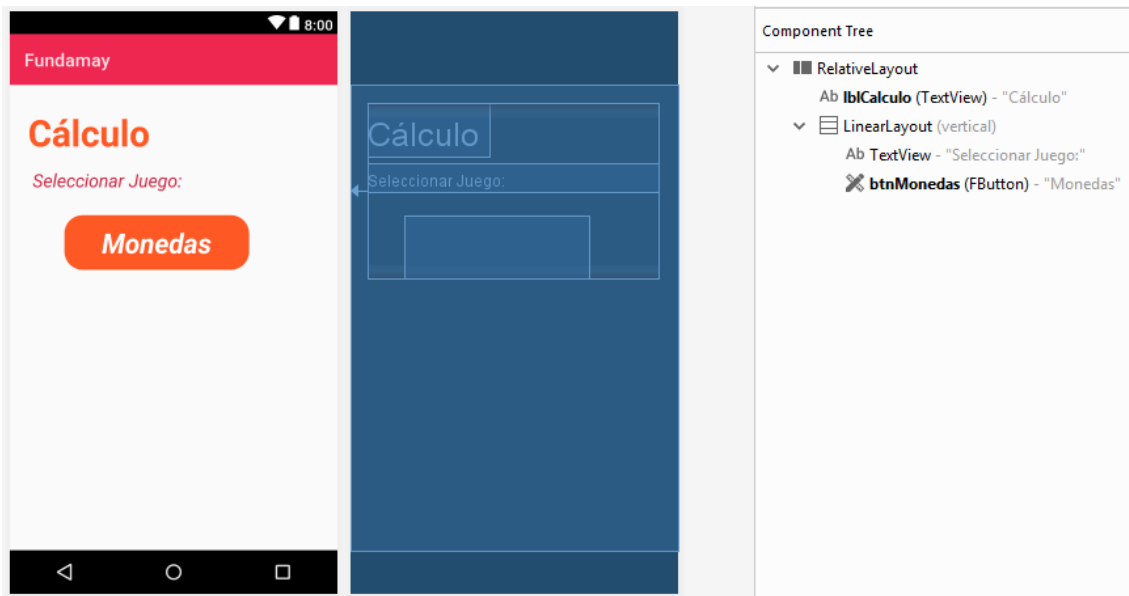 8:00
Fundamay
Cálculo
Seleccionar Juego:
Monedas
Cálculo
Seleccionar Juego:
Component Tree
RelativeLayout
Ab lblCalculo (TextView) - "Cálculo"
LinearLayout (vertical)
Ab TextView - "Seleccionar Juego:"
btnMonedas (FButton) - "Monedas"